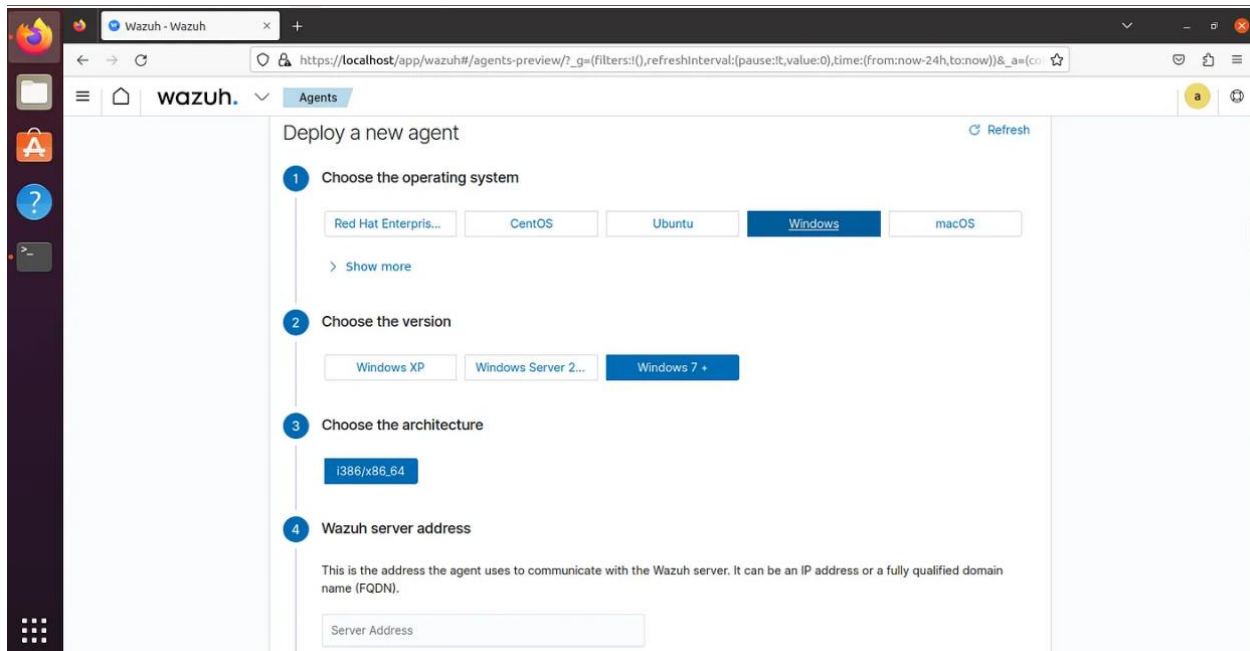 Wazuh - Wazuh
https://localhost/app/wazuh#/agents-preview/?_g=(filters:!(),refreshInterval:(pause:!t,value:0),time:(from:now-24h,to:now))&_a=(co
wazuh.
Agents
a
Deploy a new agent
Refresh
1 Choose the operating system
Red Hat Enterpris... CentOS Ubuntu Windows macOS
Show more
2 Choose the version
Windows XP Windows Server 2... Windows 7 +
3 Choose the architecture
i386/x86_64
4 Wazuh server address
This is the address the agent uses to communicate with the Wazuh server. It can be an IP address or a fully qualified domain
name (FQDN).
Server Address